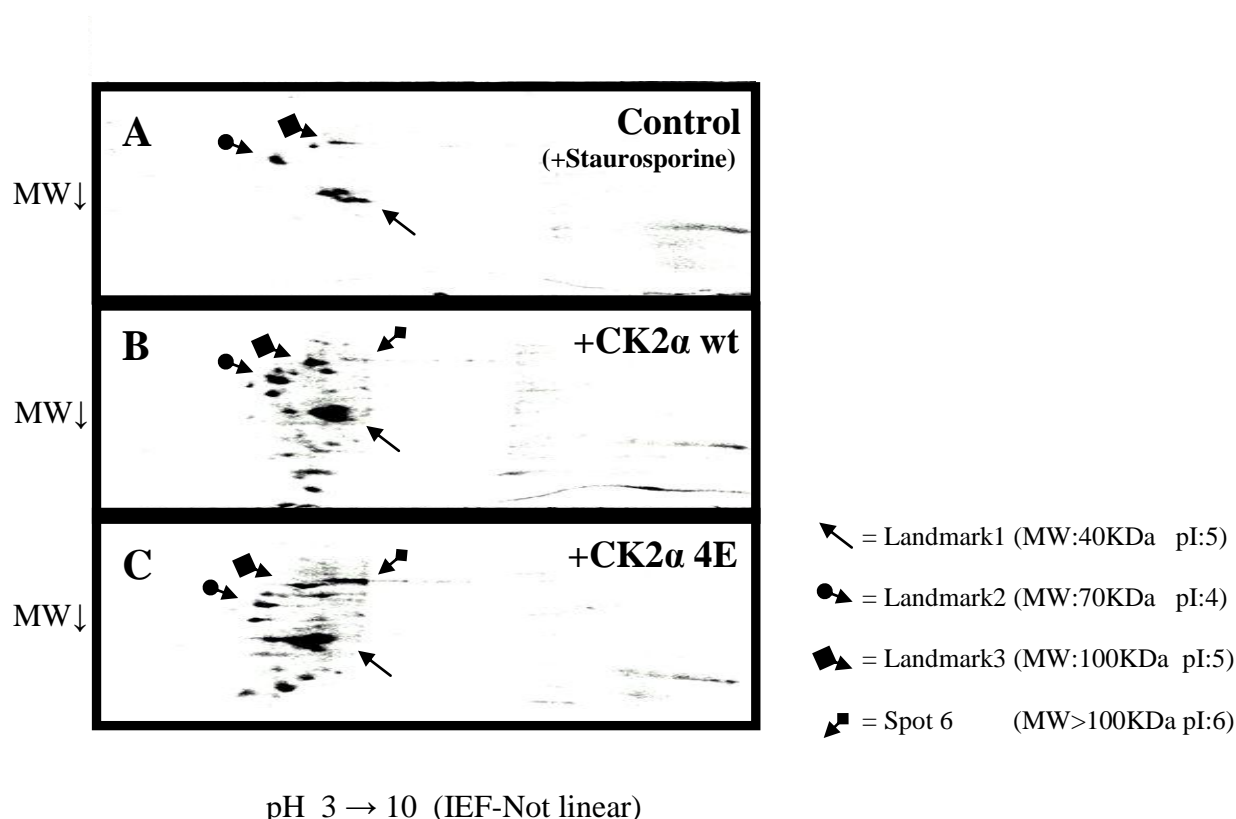 A
Control
(+Staurosporine)
MW↓
B
+CK2α wt
MW↓
C
+CK2α 4E
MW↓
= Landmark1 (MW:40KDa pI:5)
= Landmark2 (MW:70KDa pI:4)
= Landmark3 (MW:100KDa pI:5)
= Spot 6 (MW>100KDa pI:6)
pH 3 → 10 (IEF-Not linear)